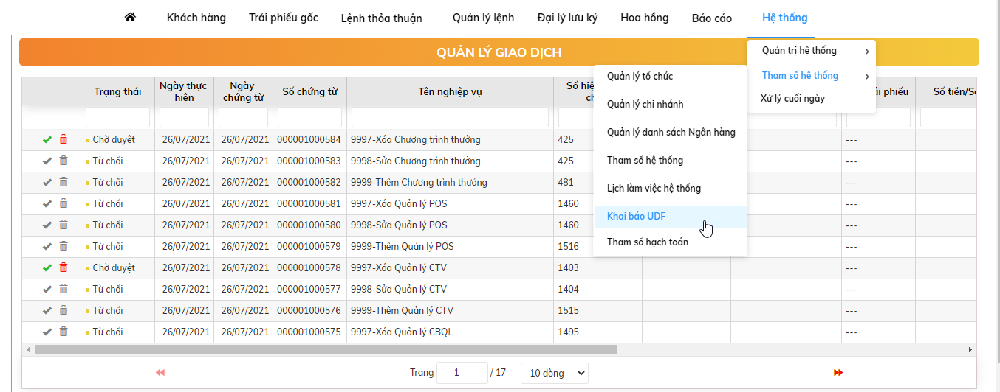 Khách hàng Trái phiếu gốc Lệnh thỏa thuận Quản lý lệnh Đại lý lưu ký Hoa hồng Báo cáo Hệ thống
QUẢN LÝ GIAO DỊCH
Quản trị hệ thống
Tham số hệ thống
Xử lý cuối ngày
Quản lý tổ chức
Quản lý chi nhánh
Quản lý danh sách Ngân hàng
Tham số hệ thống
Lịch làm việc hệ thống
Khai báo UDF
Tham số hạch toán
Trạng thái Ngày thực hiện Ngày chứng từ Số chứng từ Tên nghiệp vụ Số phiếu Số tiền/Số
Chờ duyệt 26/07/2021 26/07/2021 000001000584 9997-Xóa Chương trình thưởng 425 ---
Từ chối 26/07/2021 26/07/2021 000001000583 9998-Sửa Chương trình thưởng 425 ---
Từ chối 26/07/2021 26/07/2021 000001000582 9999-Thêm Chương trình thưởng 481 ---
Từ chối 26/07/2021 26/07/2021 000001000581 9997-Xóa Quản lý POS 1460 ---
Từ chối 26/07/2021 26/07/2021 000001000580 9998-Sửa Quản lý POS 1460 ---
Từ chối 26/07/2021 26/07/2021 000001000579 9999-Thêm Quản lý POS 1516 ---
Chờ duyệt 26/07/2021 26/07/2021 000001000578 9997-Xóa Quản lý CTV 1403 ---
Từ chối 26/07/2021 26/07/2021 000001000577 9998-Sửa Quản lý CTV 1404 ---
Từ chối 26/07/2021 26/07/2021 000001000576 9999-Thêm Quản lý CTV 1515 ---
Từ chối 26/07/2021 26/07/2021 000001000575 9997-Xóa Quản lý CBQL 1495 ---
Trang 1 / 17 10 dòng